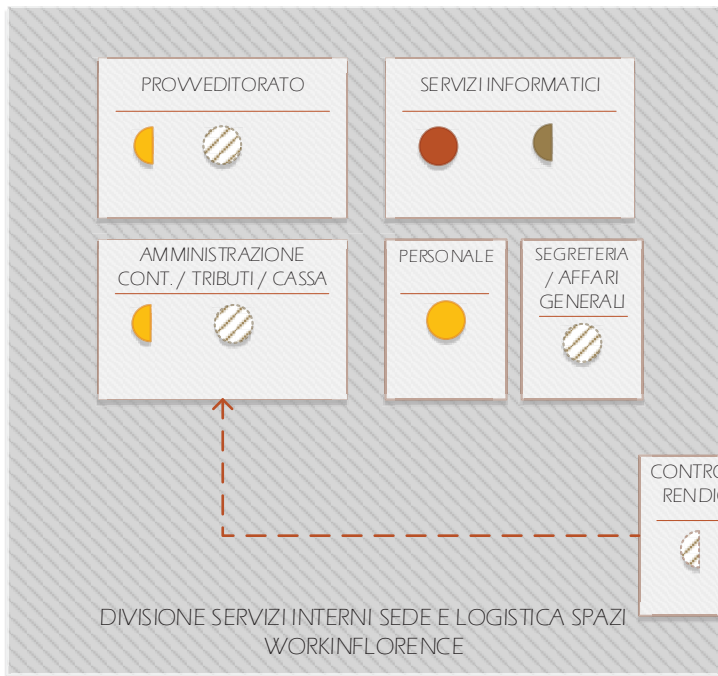 PROVVEDITORATO
SERVIZI INFORMATICI
AMMINISTRAZIONE
CONT. / TRIBUTI / CASSA
PERSONALE
SEGRETERIA
/ AFFARI
GENERALI
DIVISIONE SERVIZI INTERNI SEDE E LOGISTICA SPAZI
WORKINFLORENCE